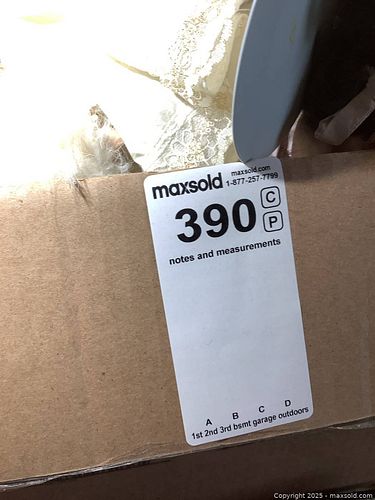 maxsold maxsold.com
1-877-257-7799
390 C
P
notes and measurements
A B C D
1st 2nd 3rd bsmt garage outdoors
Copyright 2025 - maxsold.com